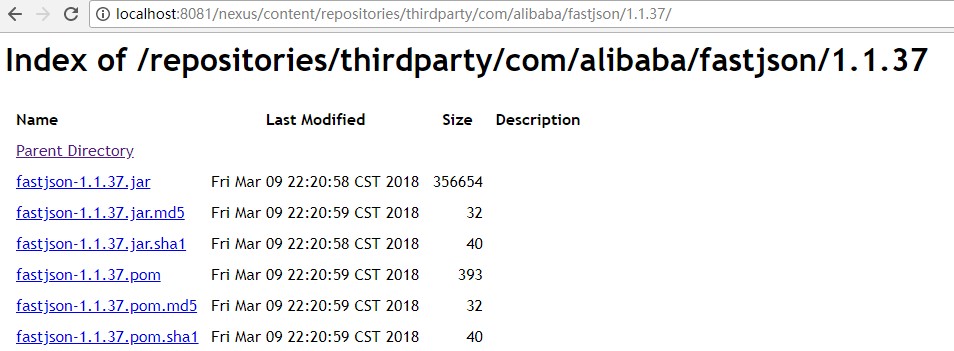 localhost:8081/nexus/content/repositories/thirdparty/com/alibaba/fastjson/1.1.37/
Index of /repositories/thirdparty/com/alibaba/fastjson/1.1.37
Name Last Modified Size Description
Parent Directory
fastjson-1.1.37.jar Fri Mar 09 22:20:58 CST 2018 356654
fastjson-1.1.37.jar.md5 Fri Mar 09 22:20:59 CST 2018 32
fastjson-1.1.37.jar.sha1 Fri Mar 09 22:20:58 CST 2018 40
fastjson-1.1.37.pom Fri Mar 09 22:20:59 CST 2018 393
fastjson-1.1.37.pom.md5 Fri Mar 09 22:20:59 CST 2018 32
fastjson-1.1.37.pom.sha1 Fri Mar 09 22:20:59 CST 2018 40